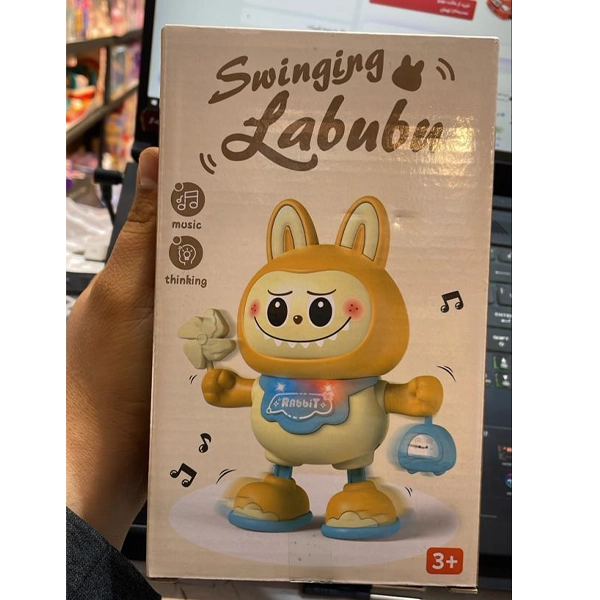 Swinging
Labubu
music
thinking
RAbbiT
3+